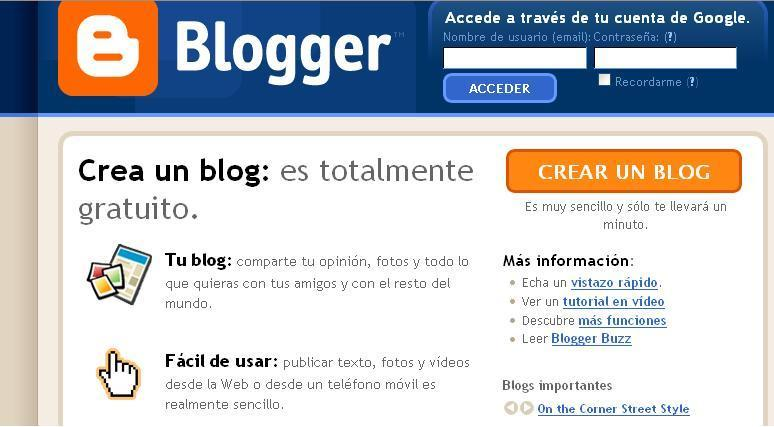 Blogger™
Accede a través de tu cuenta de Google.
Nombre de usuario (email): Contraseña: (?)
ACCEDER
Recordarme (?)
Crea un blog: es totalmente
gratuito.
Tu blog: comparte tu opinión, fotos y todo lo
que quieras con tus amigos y con el resto del
mundo.
Fácil de usar: publicar texto, fotos y vídeos
desde la Web o desde un teléfono móvil es
realmente sencillo.
CREAR UN BLOG
Es muy sencillo y sólo te llevará un
minuto.
Más información:
• Echa un vistazo rápido.
• Ver un tutorial en vídeo
• Descubre más funciones
• Leer Blogger Buzz
Blogs importantes
On the Corner Street Style